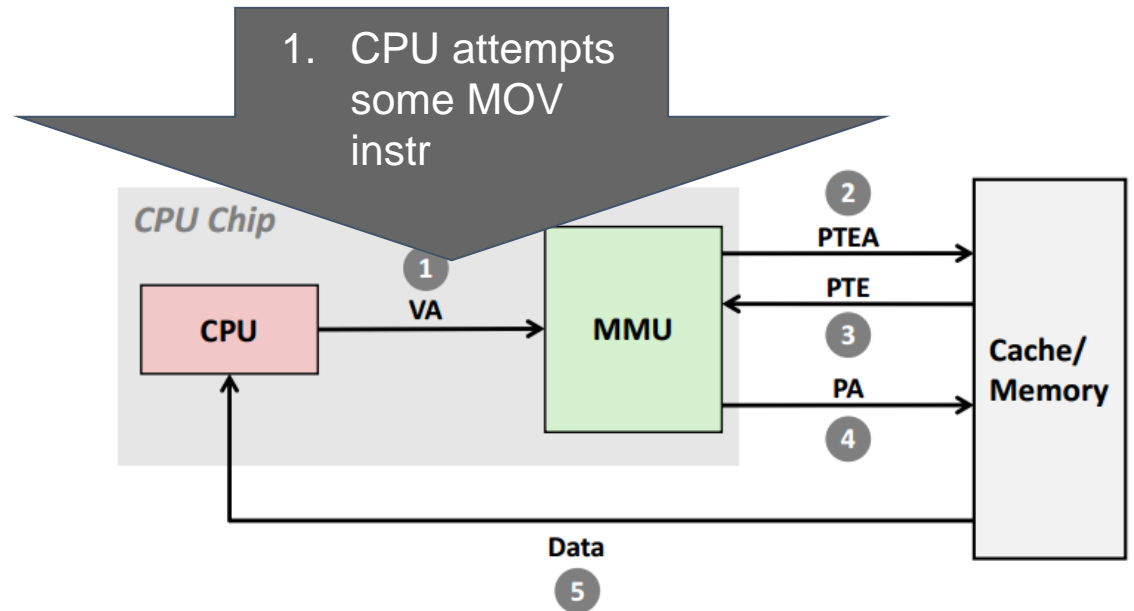 1. CPU attempts
some MOV
instr
CPU Chip
2
PTEA
1
VA
PTE
CPU
MMU
3
Cache/
Memory
PA
4
Data
5